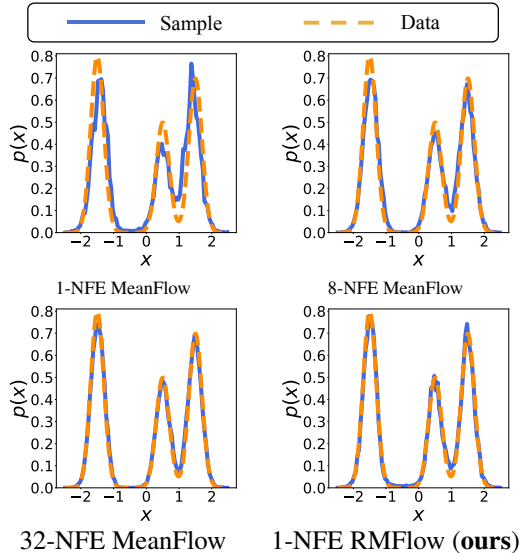 Sample Data
0.8 0.8
0.7 0.7
0.6 0.6
0.5 0.5
p(x) p(x)
0.4 0.4
0.3 0.3
0.2 0.2
0.1 0.1
0.0 0.0
−2 −1 0 1 2 −2 −1 0 1 2
x x
1-NFE MeanFlow 8-NFE MeanFlow
0.8 0.8
0.7 0.7
0.6 0.6
0.5 0.5
p(x) p(x)
0.4 0.4
0.3 0.3
0.2 0.2
0.1 0.1
0.0 0.0
−2 −1 0 1 2 −2 −1 0 1 2
x x
32-NFE MeanFlow 1-NFE RMFlow (ours)